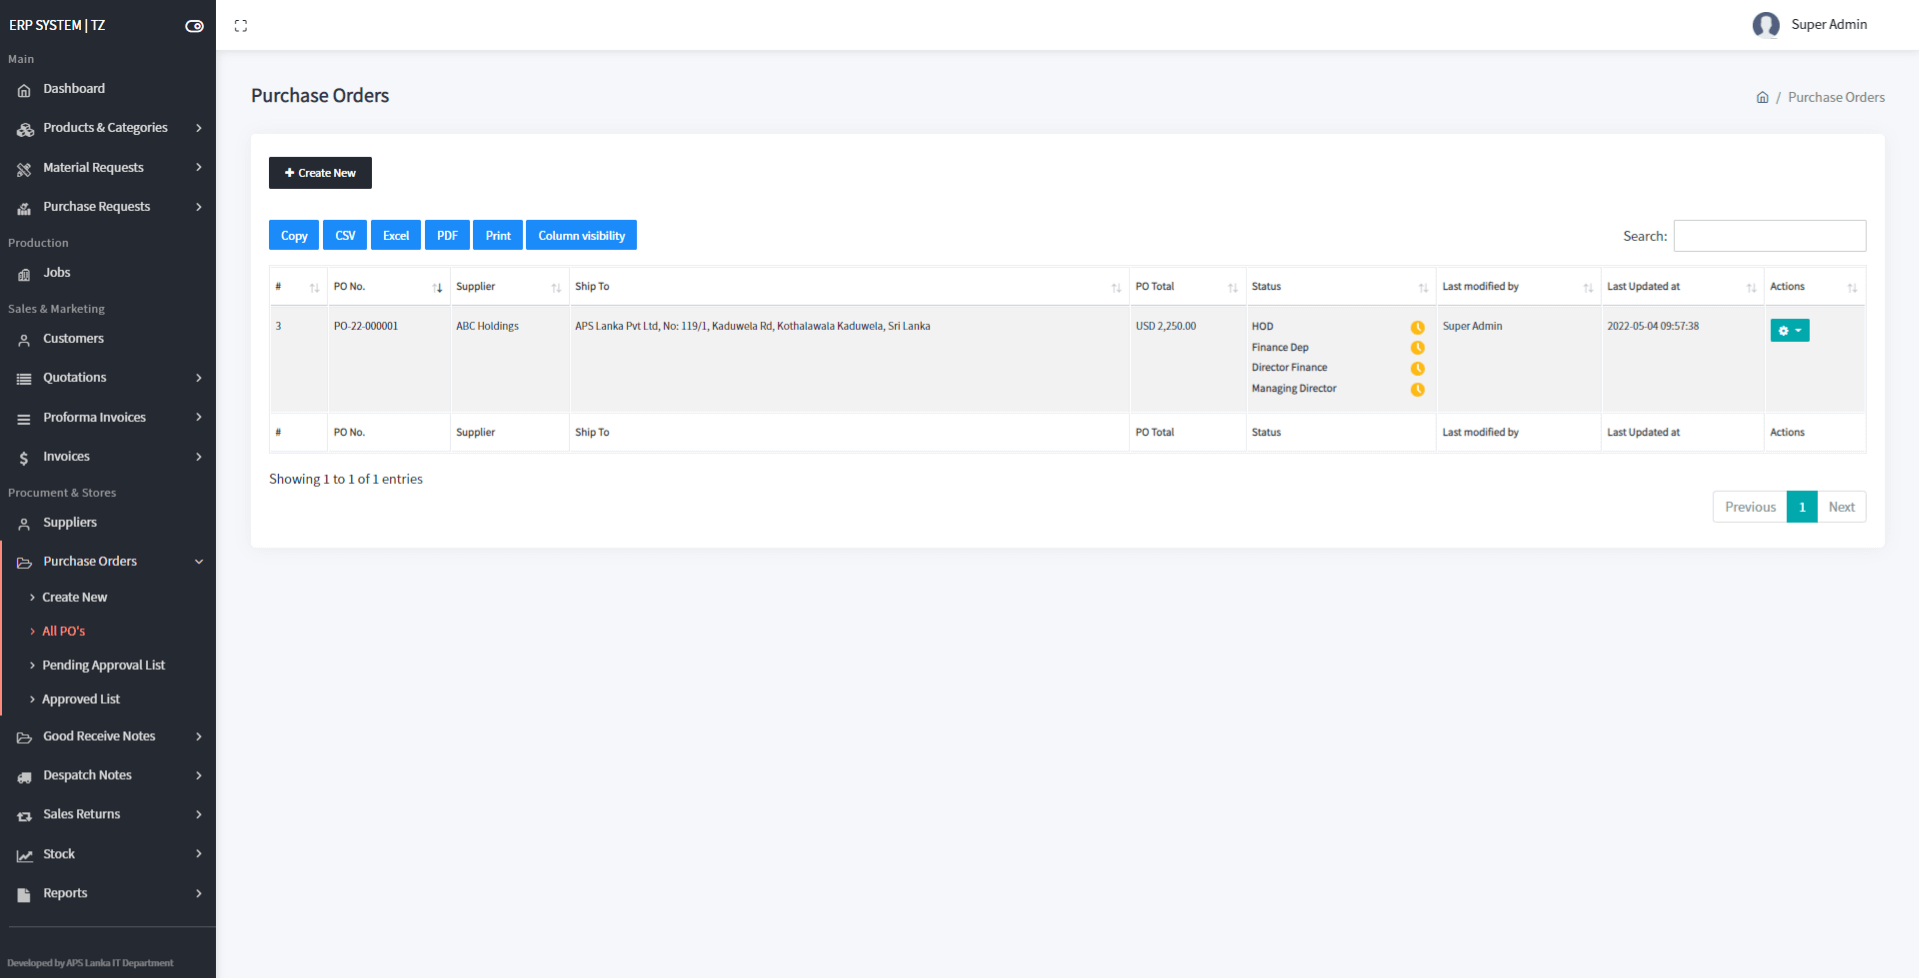 ERP SYSTEM | TZ
Main
Dashboard
Products & Categories
Material Requests
Purchase Requests
Production
Jobs
Sales & Marketing
Customers
Quotations
Proforma Invoices
Invoices
Procument & Stores
Suppliers
Purchase Orders
Create New
All PO's
Pending Approval List
Approved List
Good Receive Notes
Despatch Notes
Sales Returns
Stock
Reports
Developed by APS Lanka IT Department
Super Admin
Purchase Orders
/ Purchase Orders
+ Create New
Copy CSV Excel PDF Print Column visibility
Search:
# PO No. Supplier Ship To PO Total Status Last modified by Last Updated at Actions
3 PO-22-000001 ABC Holdings APS Lanka Pvt Ltd, No: 119/1, Kaduwela Rd, Kothalawala Kaduwela, Sri Lanka USD 2,250.00 HOD Super Admin 2022-05-04 09:57:38
Finance Dep
Director Finance
Managing Director
# PO No. Supplier Ship To PO Total Status Last modified by Last Updated at Actions
Showing 1 to 1 of 1 entries
Previous 1 Next